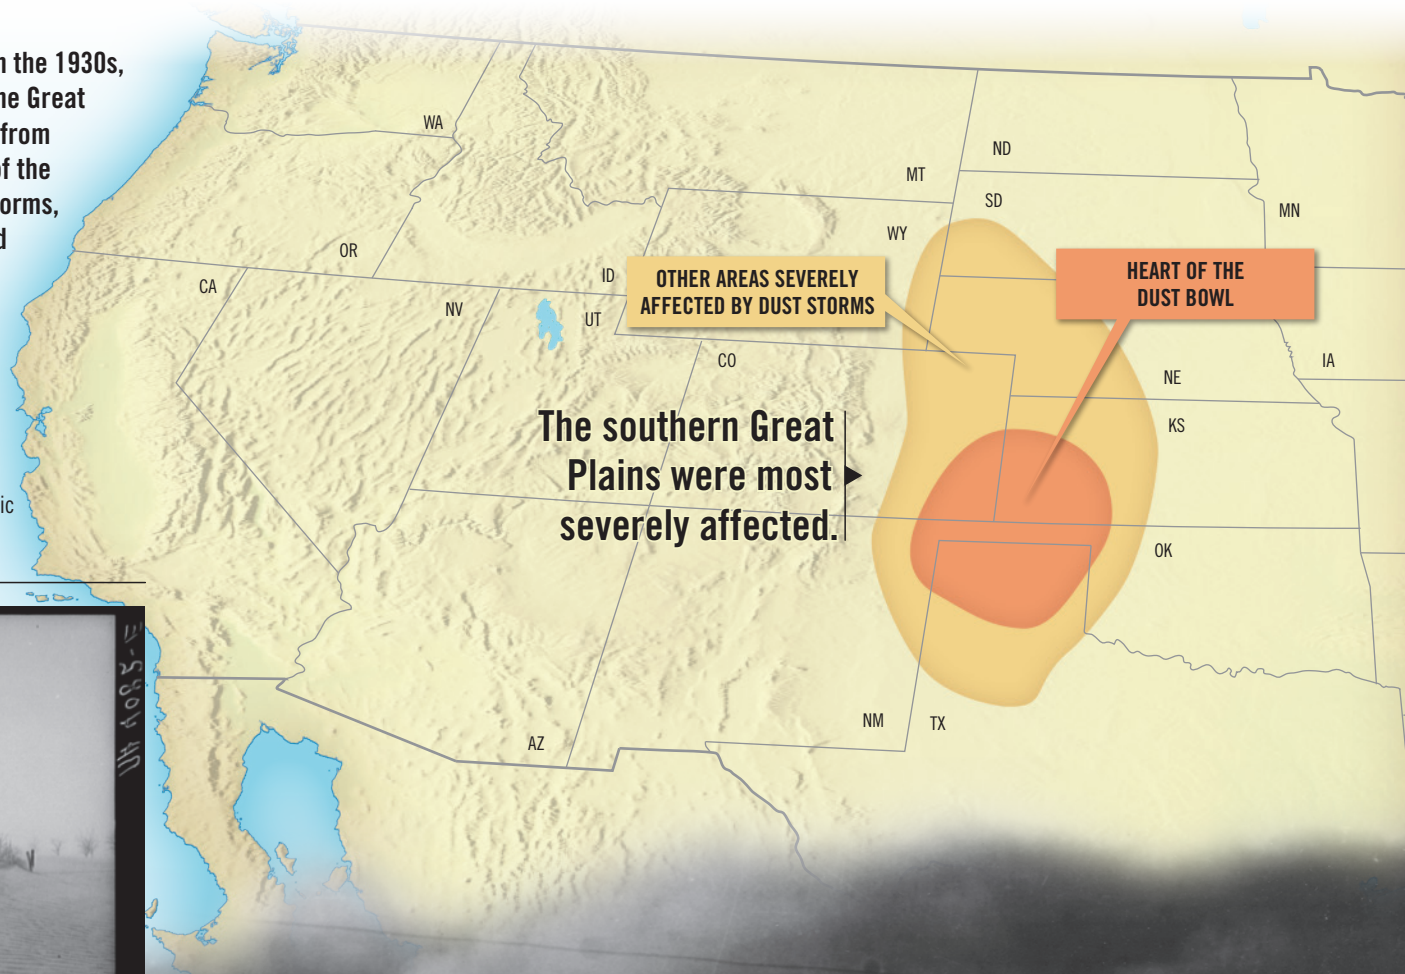 n the 1930s,
ne Great
from
of the
orms,
d
ic
WA
OR
CA
NV
ID
UT
MT
WY
ND
SD
MN
IA
NE
KS
CO
OK
AZ
NM
TX
OTHER AREAS SEVERELY
AFFECTED BY DUST STORMS
HEART OF THE
DUST BOWL
The southern Great
Plains were most
severely affected.